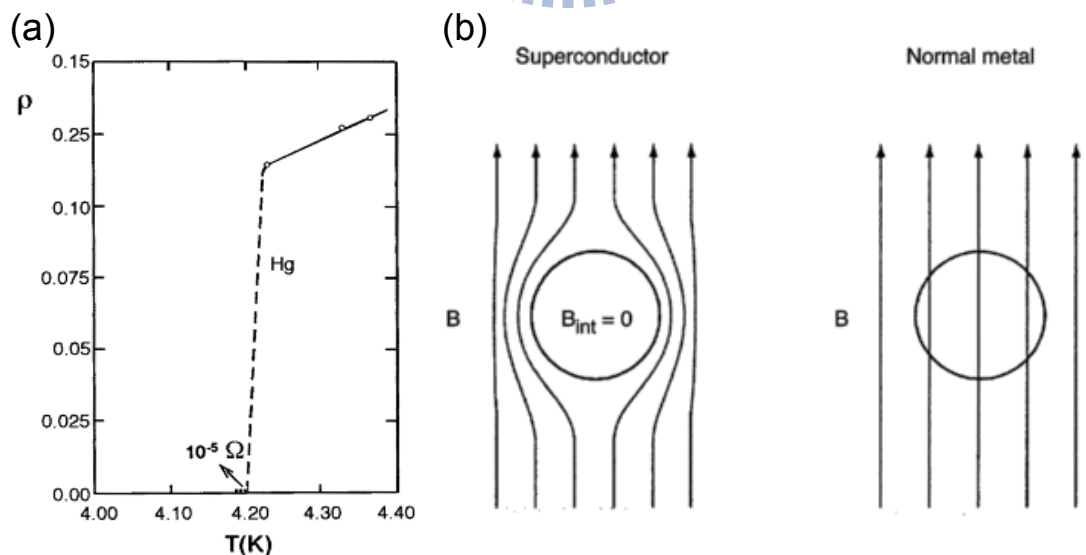 (a)
0.15
ρ
0.25
0.10
0.075
0.05
0.025
0.00
Hg
10⁻⁵ Ω
4.00 4.10 4.20 4.30 4.40
T(K)
(b)
Superconductor
Normal metal
B
B_int = 0
B